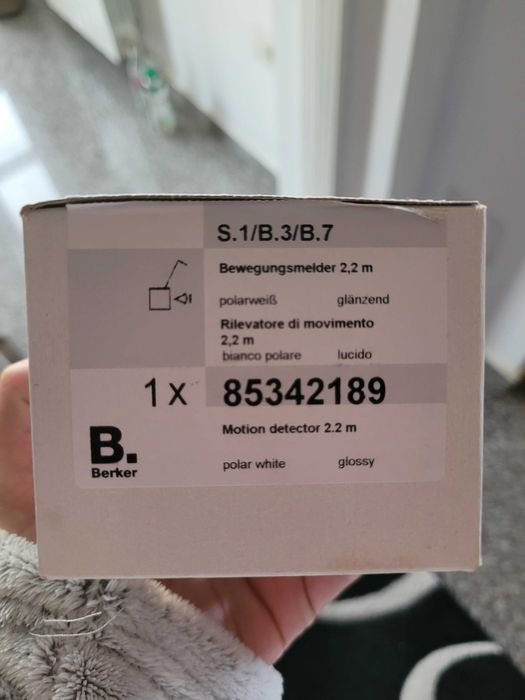 S.1/B.3/B.7
Bewegungsmelder 2,2 m
polarweiß glänzend
Rilevatore di movimento
2,2 m
bianco polare lucido
1 x 85342189
B.
Berker
Motion detector 2.2 m
polar white glossy